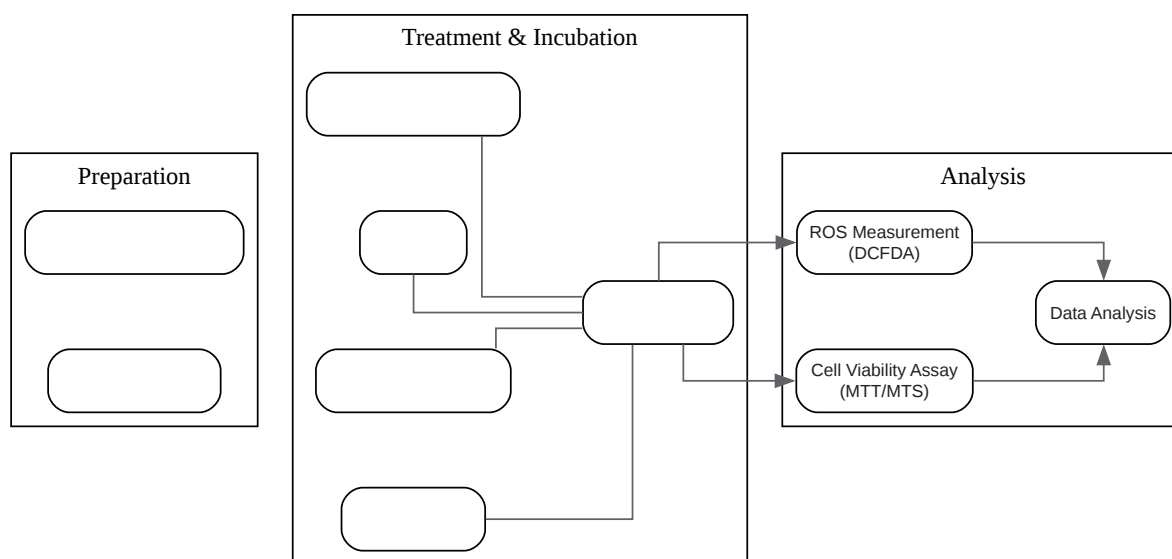 Treatment & Incubation
Preparation
Analysis
ROS Measurement
(DCFDA)
Data Analysis
Cell Viability Assay
(MTT/MTS)